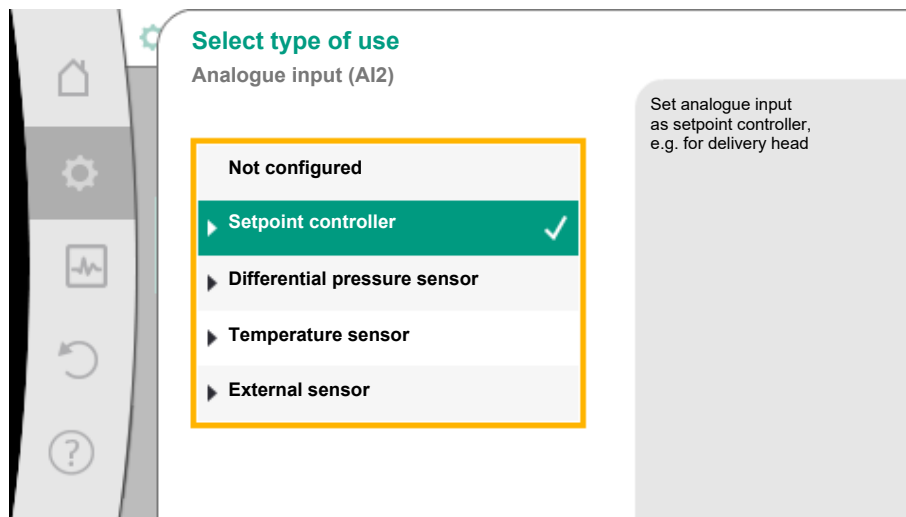 Select type of use
Analogue input (AI2)
Set analogue input
as setpoint controller,
e.g. for delivery head
Not configured
Setpoint controller
Differential pressure sensor
Temperature sensor
External sensor
?